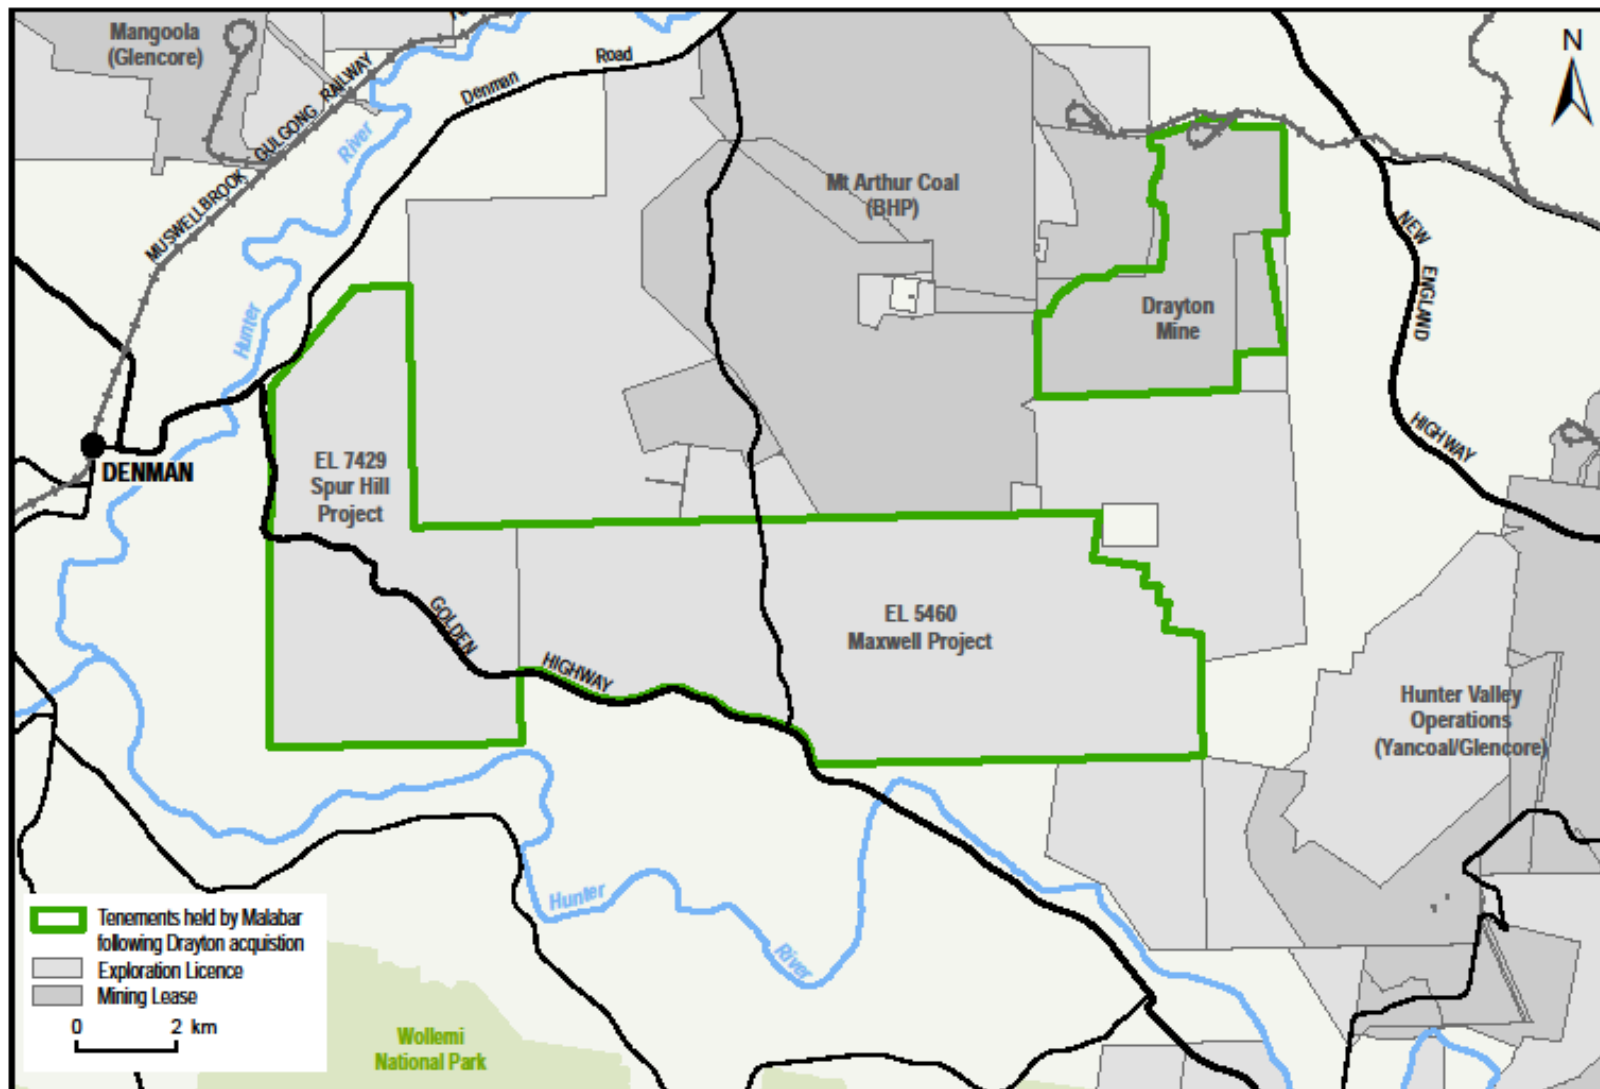 Mangoola
(Glencore)
MUSWELLBROOK GULGONG RAILWAY
River
Hunter
Denman Road
N
Mt Arthur Coal
(BHP)
Drayton
Mine
NEW ENGLAND HIGHWAY
DENMAN
EL 7429
Spur Hill
Project
GOLDEN HIGHWAY
EL 5460
Maxwell Project
Hunter Valley
Operations
(Yancoal/Glencore)
Hunter River
Wollemi
National Park
Tenements held by Malabar
following Drayton acquistion
Exploration Licence
Mining Lease
0 2 km